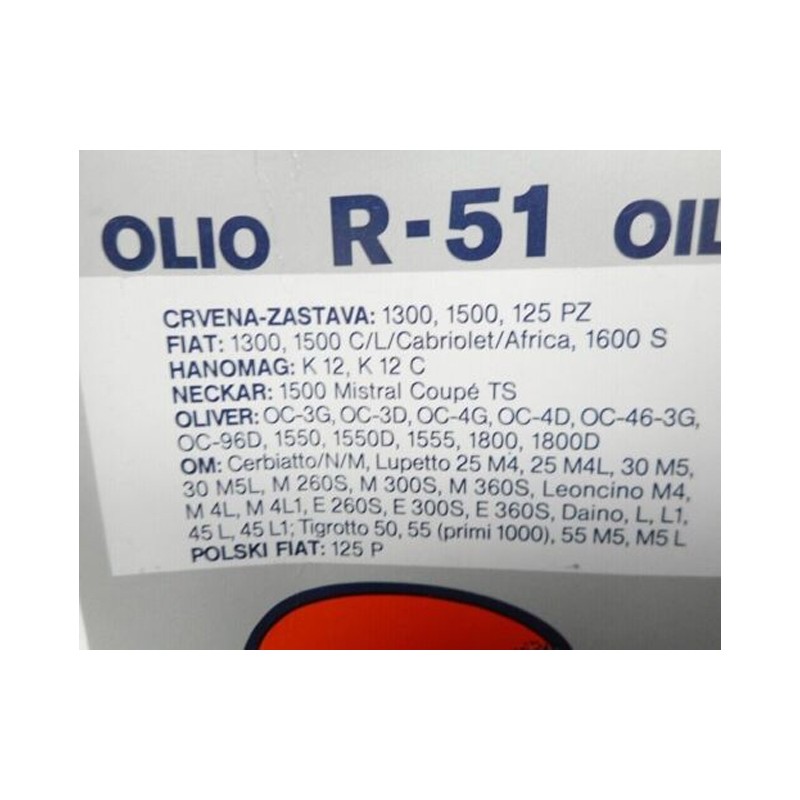 OLIO R-51 OIL
CRVENA-ZASTAVA: 1300, 1500, 125 PZ
FIAT: 1300, 1500 C/L/Cabriolet/Africa, 1600 S
HANOMAG: K 12, K 12 C
NECKAR: 1500 Mistral Coupé TS
OLIVER: OC-3G, OC-3D, OC-4G, OC-4D, OC-46-3G,
OC-96D, 1550, 1550D, 1555, 1800, 1800D
OM: Cerbiatto/N/M, Lupetto 25 M4, 25 M4L, 30 M5,
30 M5L, M 260S, M 300S, M 360S, Leoncino M4,
M 4L, M 4L1, E 260S, E 300S, E 360S, Daino, L, L1,
45 L, 45 L1; Tigrotto 50, 55 (primi 1000), 55 M5, M5 L
POLSKI FIAT: 125 P